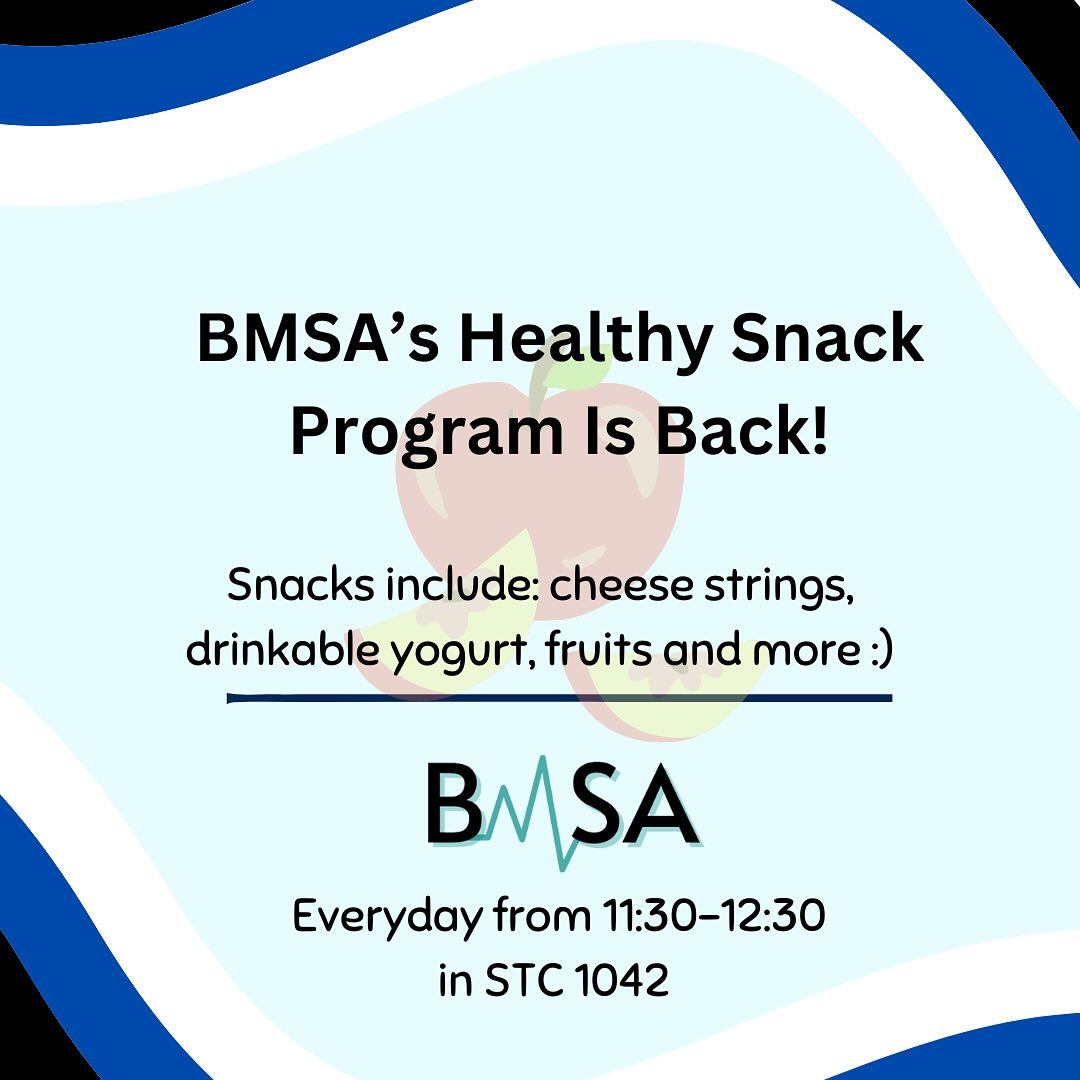 BMSA’s Healthy Snack
Program Is Back!
Snacks include: cheese strings,
drinkable yogurt, fruits and more :)
BMSA
Everyday from 11:30–12:30
in STC 1042